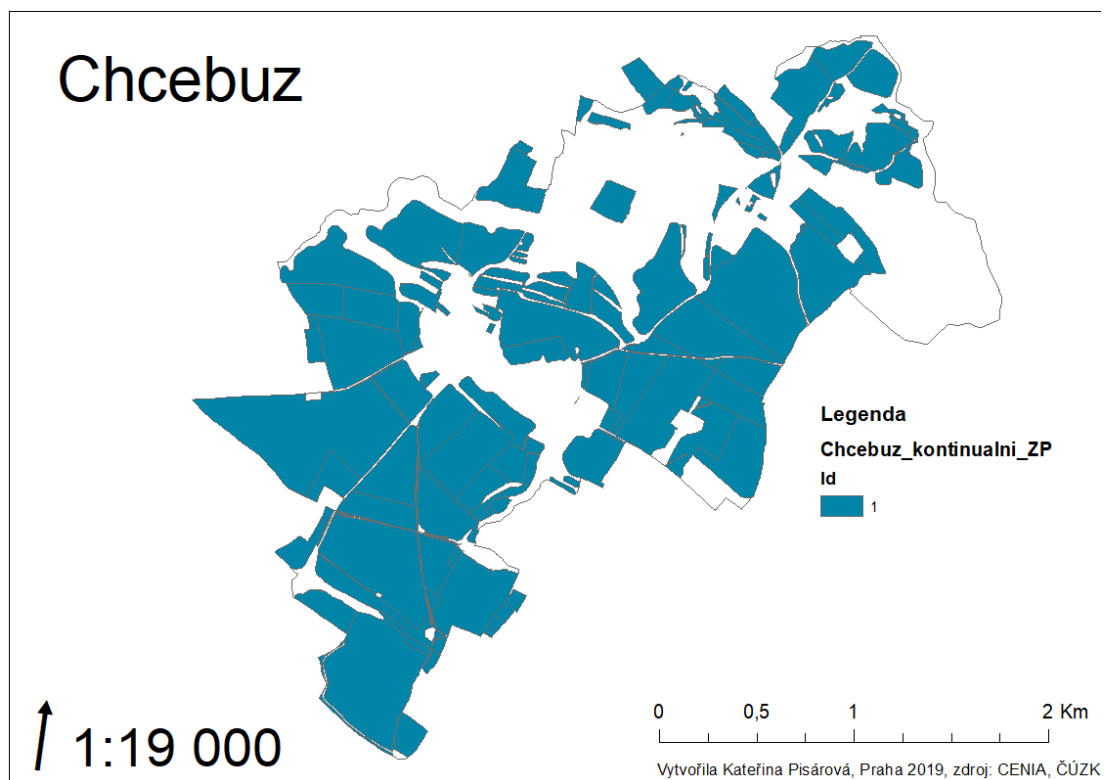 Chcebuz
Legenda
Chcebuz_kontinualni_ZP
Id
1
0 0,5 1 2 Km
1:19 000
Vytvořila Kateřina Pisárová, Praha 2019, zdroj: CENIA, ČÚZK